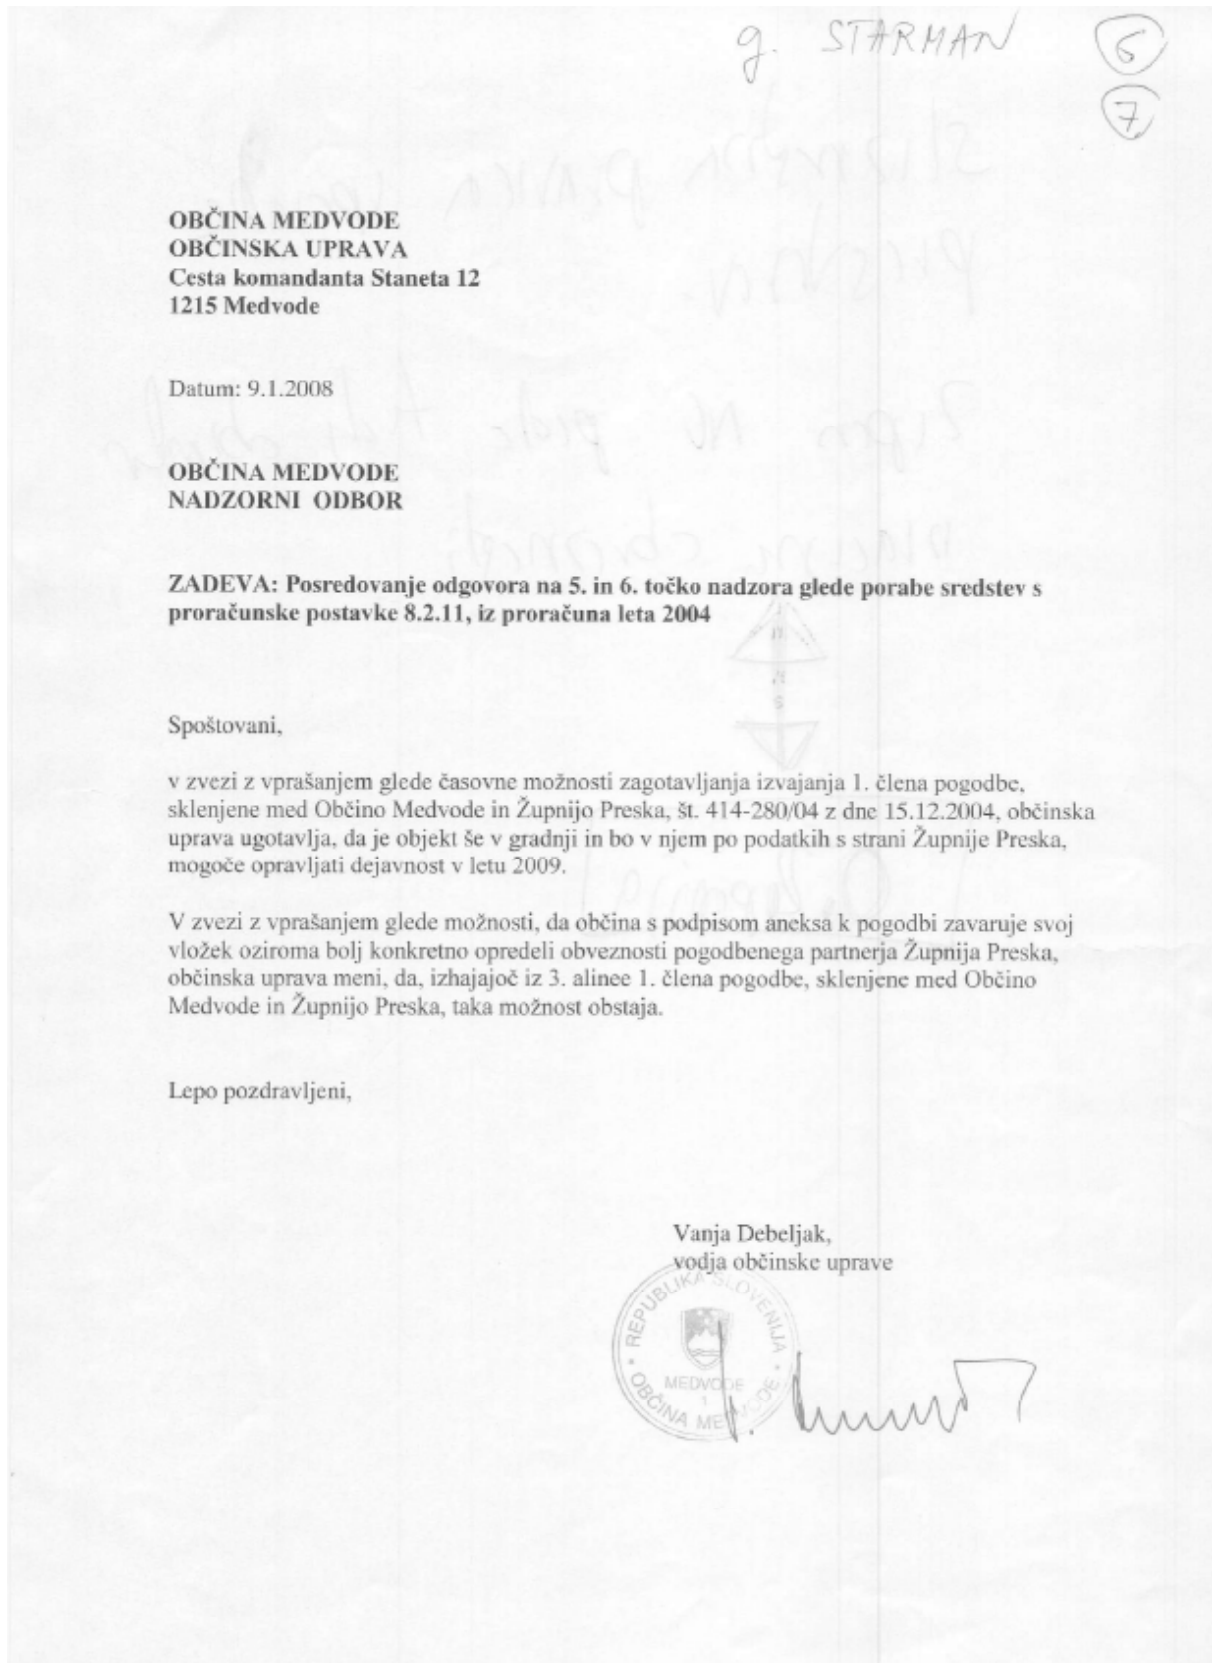 g. STARMAN
6
7
OBČINA MEDVODE
OBČINSKA UPRAVA
Cesta komandanta Staneta 12
1215 Medvode
Datum: 9.1.2008
OBČINA MEDVODE
NADZORNI ODBOR
ZADEVA: Posredovanje odgovora na 5. in 6. točko nadzora glede porabe sredstev s
proračunske postavke 8.2.11, iz proračuna leta 2004
Spoštovani,
v zvezi z vprašanjem glede časovne možnosti zagotavljanja izvajanja 1. člena pogodbe,
sklenjene med Občino Medvode in Župnijo Preska, št. 414-280/04 z dne 15.12.2004, občinska
uprava ugotavlja, da je objekt še v gradnji in bo v njem po podatkih s strani Župnije Preska,
mogoče opravljati dejavnost v letu 2009.
V zvezi z vprašanjem glede možnosti, da občina s podpisom aneksa k pogodbi zavaruje svoj
vložek oziroma bolj konkretno opredeli obveznosti pogodbenega partnerja Župnija Preska,
občinska uprava meni, da, izhajajoč iz 3. alinee 1. člena pogodbe, sklenjene med Občino
Medvode in Župnijo Preska, taka možnost obstaja.
Lepo pozdravljeni,
Vanja Debeljak,
vodja občinske uprave
REPUBLIKA SLOVENIJA
MEDVODE
1
OBČINA MEDVODE